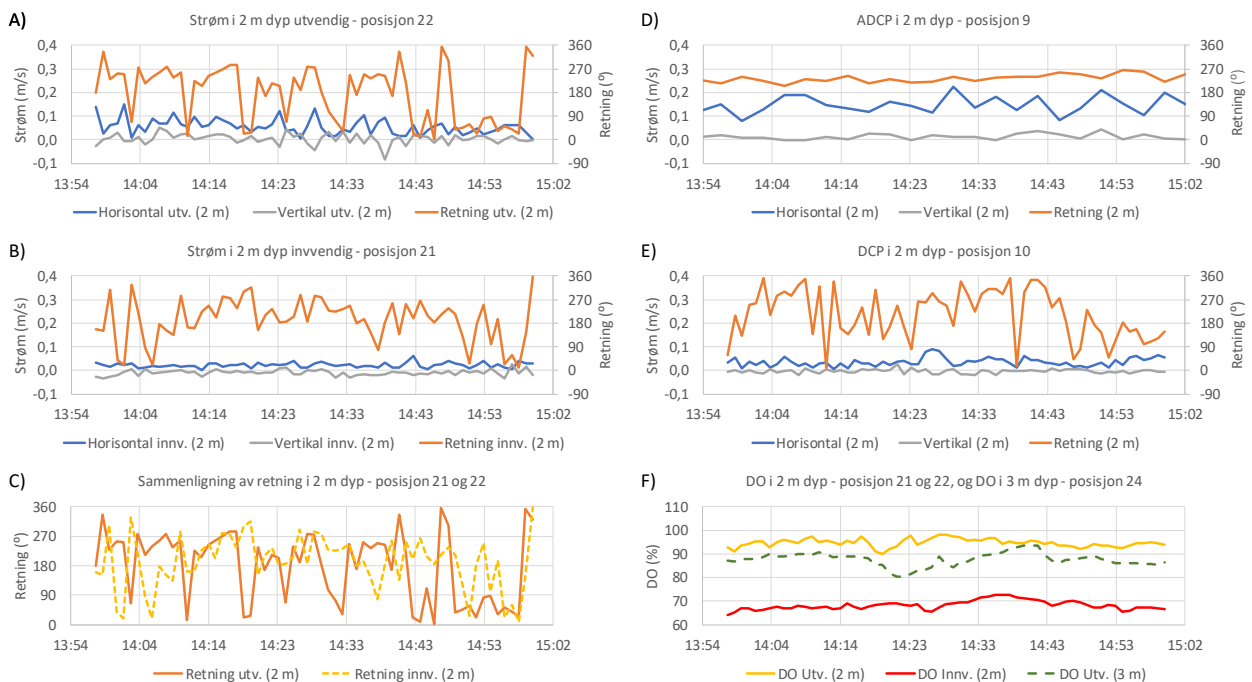 A)
Strøm i 2 m dyp utvendig - posisjon 22
0,4
0,3
0,2
0,1
0,0
-0,1
Strøm (m/s)
360
270
180
90
0
-90
Retning (⁰)
13:54 14:04 14:14 14:23 14:33 14:43 14:53 15:02
Horisontal utv. (2 m) Vertikal utv. (2 m) Retning utv. (2 m)
B)
Strøm i 2 m dyp invvendig - posisjon 21
0,4
0,3
0,2
0,1
0,0
-0,1
Strøm (m/s)
360
270
180
90
0
-90
Retning (⁰)
13:54 14:04 14:14 14:23 14:33 14:43 14:53 15:02
Horisontal innv. (2 m) Vertikal innv. (2 m) Retning innv. (2 m)
C)
Sammenligning av retning i 2 m dyp - posisjon 21 og 22
360
270
180
90
0
Retning (⁰)
13:54 14:04 14:14 14:23 14:33 14:43 14:53 15:02
Retning utv. (2 m) Retning innv. (2 m)
D)
ADCP i 2 m dyp - posisjon 9
0,4
0,3
0,2
0,1
0,0
-0,1
Strøm (m/s)
360
270
180
90
0
-90
Retning (⁰)
13:54 14:04 14:14 14:23 14:33 14:43 14:53 15:02
Horisontal (2 m) Vertikal (2 m) Retning (2 m)
E)
DCP i 2 m dyp - posisjon 10
0,4
0,3
0,2
0,1
0,0
-0,1
Strøm (m/s)
360
270
180
90
0
-90
Retning (⁰)
13:54 14:04 14:14 14:23 14:33 14:43 14:53 15:02
Horisontal (2 m) Vertikal (2 m) Retning (2 m)
F)
DO i 2 m dyp - posisjon 21 og 22, og DO i 3 m dyp - posisjon 24
110
100
90
80
70
60
DO (%)
13:54 14:04 14:14 14:23 14:33 14:43 14:53 15:02
DO Utv. (2 m) DO Innv. (2m) DO Utv. (3 m)